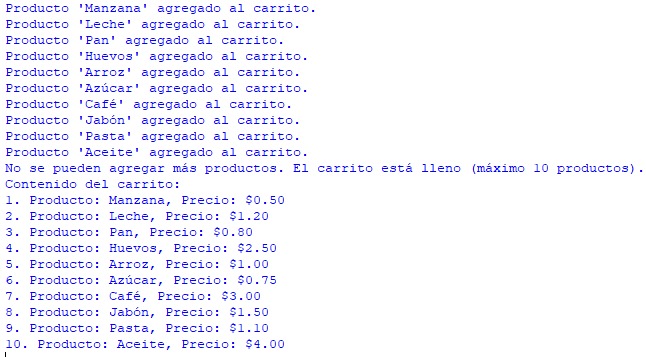 Producto 'Manzana' agregado al carrito.
Producto 'Leche' agregado al carrito.
Producto 'Pan' agregado al carrito.
Producto 'Huevos' agregado al carrito.
Producto 'Arroz' agregado al carrito.
Producto 'Azúcar' agregado al carrito.
Producto 'Café' agregado al carrito.
Producto 'Jabón' agregado al carrito.
Producto 'Pasta' agregado al carrito.
Producto 'Aceite' agregado al carrito.
No se pueden agregar más productos. El carrito está lleno (máximo 10 productos).
Contenido del carrito:
1. Producto: Manzana, Precio: $0.50
2. Producto: Leche, Precio: $1.20
3. Producto: Pan, Precio: $0.80
4. Producto: Huevos, Precio: $2.50
5. Producto: Arroz, Precio: $1.00
6. Producto: Azúcar, Precio: $0.75
7. Producto: Café, Precio: $3.00
8. Producto: Jabón, Precio: $1.50
9. Producto: Pasta, Precio: $1.10
10. Producto: Aceite, Precio: $4.00